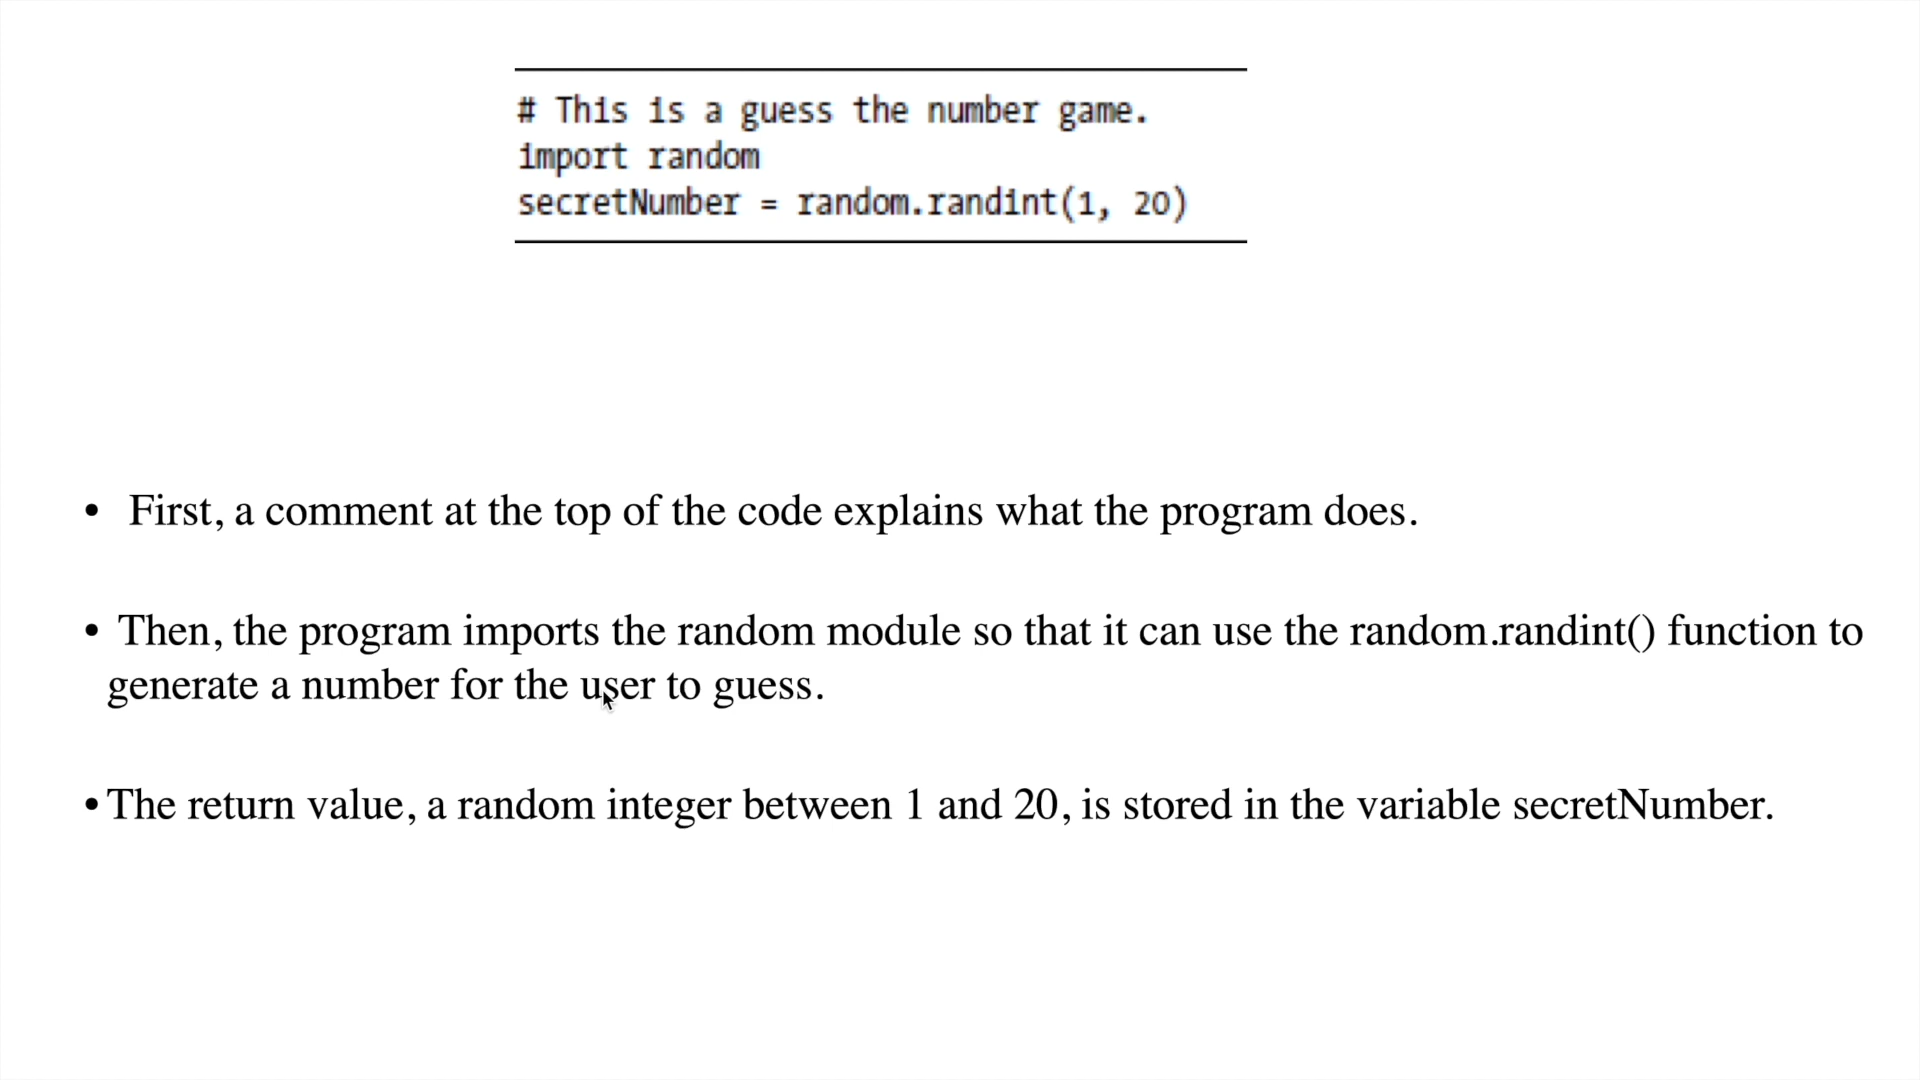 # This is a guess the number game.
import random
secretNumber = random.randint(1, 20)
• First, a comment at the top of the code explains what the program does.
• Then, the program imports the random module so that it can use the random.randint() function to
generate a number for the user to guess.
• The return value, a random integer between 1 and 20, is stored in the variable secretNumber.